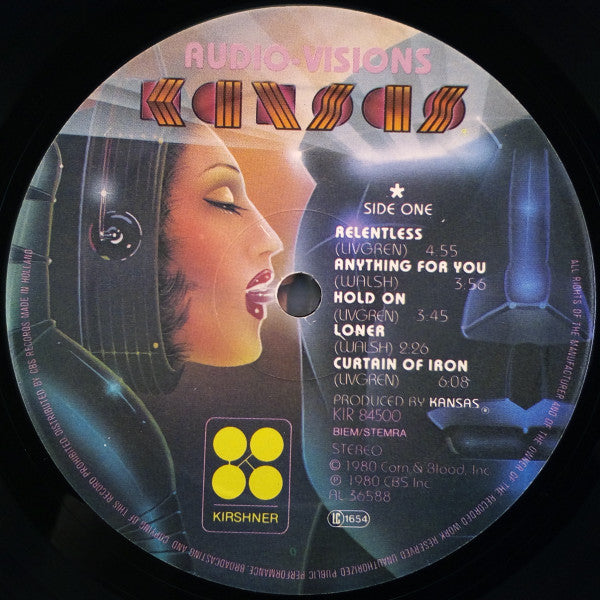 AUDIO-VISIONS
KANSAS
*
SIDE ONE
RELENTLESS
(LIVGREN) 4:55
ANYTHING FOR YOU
(WALSH) 3:56
HOLD ON
(LIVGREN) 3:45
LONER
(WALSH) 2:26
CURTAIN OF IRON
(LIVGREN) 6:08
PRODUCED BY KANSAS
KIR 84500
BIEM/STEMRA
STEREO
© 1980 Corn & Blood, Inc.
℗ 1980 CBS Inc
AL 36588
KIRSHNER
LC 1654
ALL RIGHTS OF THE MANUFACTURER AND OF THE OWNER OF THE RECORDED WORK RESERVED UNAUTHORIZED PUBLIC PERFORMANCE, BROADCASTING AND COPYING OF THIS RECORD PROHIBITED DISTRIBUTED BY CBS RECORDS MADE IN HOLLAND